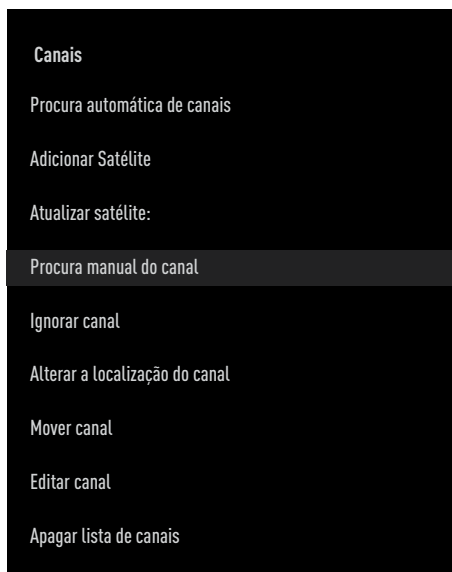 Canais
Procura automática de canais
Adicionar Satélite
Atualizar satélite:
Procura manual do canal
Ignorar canal
Alterar a localização do canal
Mover canal
Editar canal
Apagar lista de canais